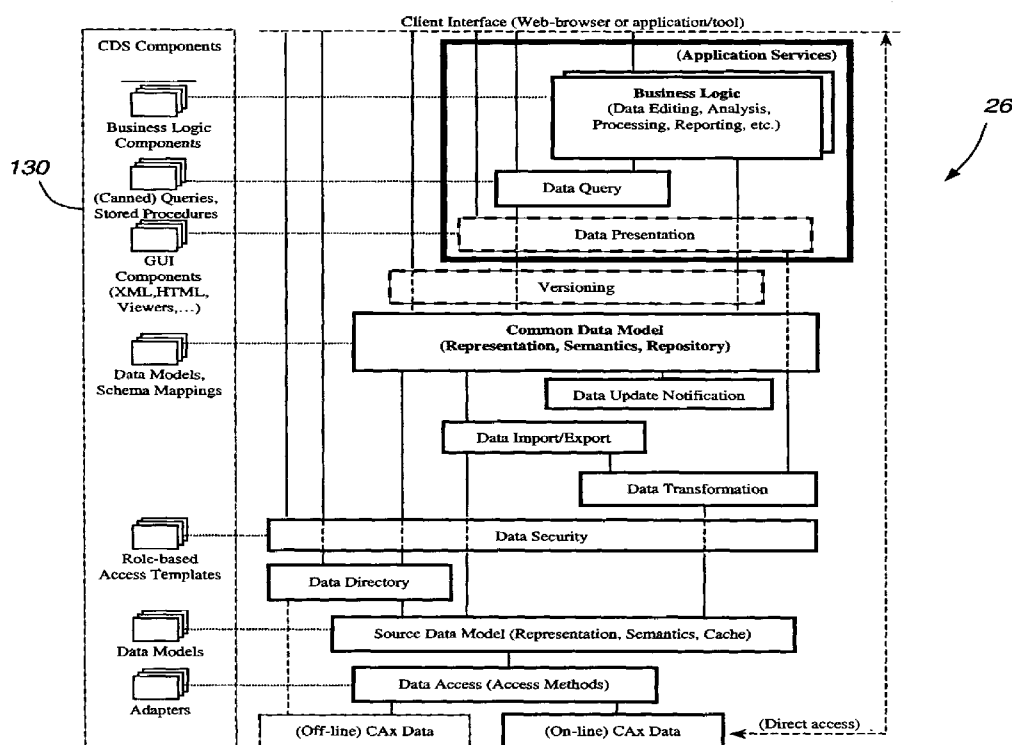 Client Interface (Web-browser or application/tool)
CDS Components
(Application Services)
Business Logic
(Data Editing, Analysis,
Processing, Reporting, etc.)
26
Business Logic
Components
130
Data Query
(Canned) Queries,
Stored Procedures
Data Presentation
GUI
Components
(XML,HTML,
Viewers,...)
Versioning
Common Data Model
(Representation, Semantics, Repository)
Data Models,
Schema Mappings
Data Update Notification
Data Import/Export
Data Transformation
Data Security
Role-based
Access Templates
Data Directory
Source Data Model (Representation, Semantics, Cache)
Data Models
Data Access (Access Methods)
Adapters
(Off-line) CAx Data
(On-line) CAx Data
(Direct access)